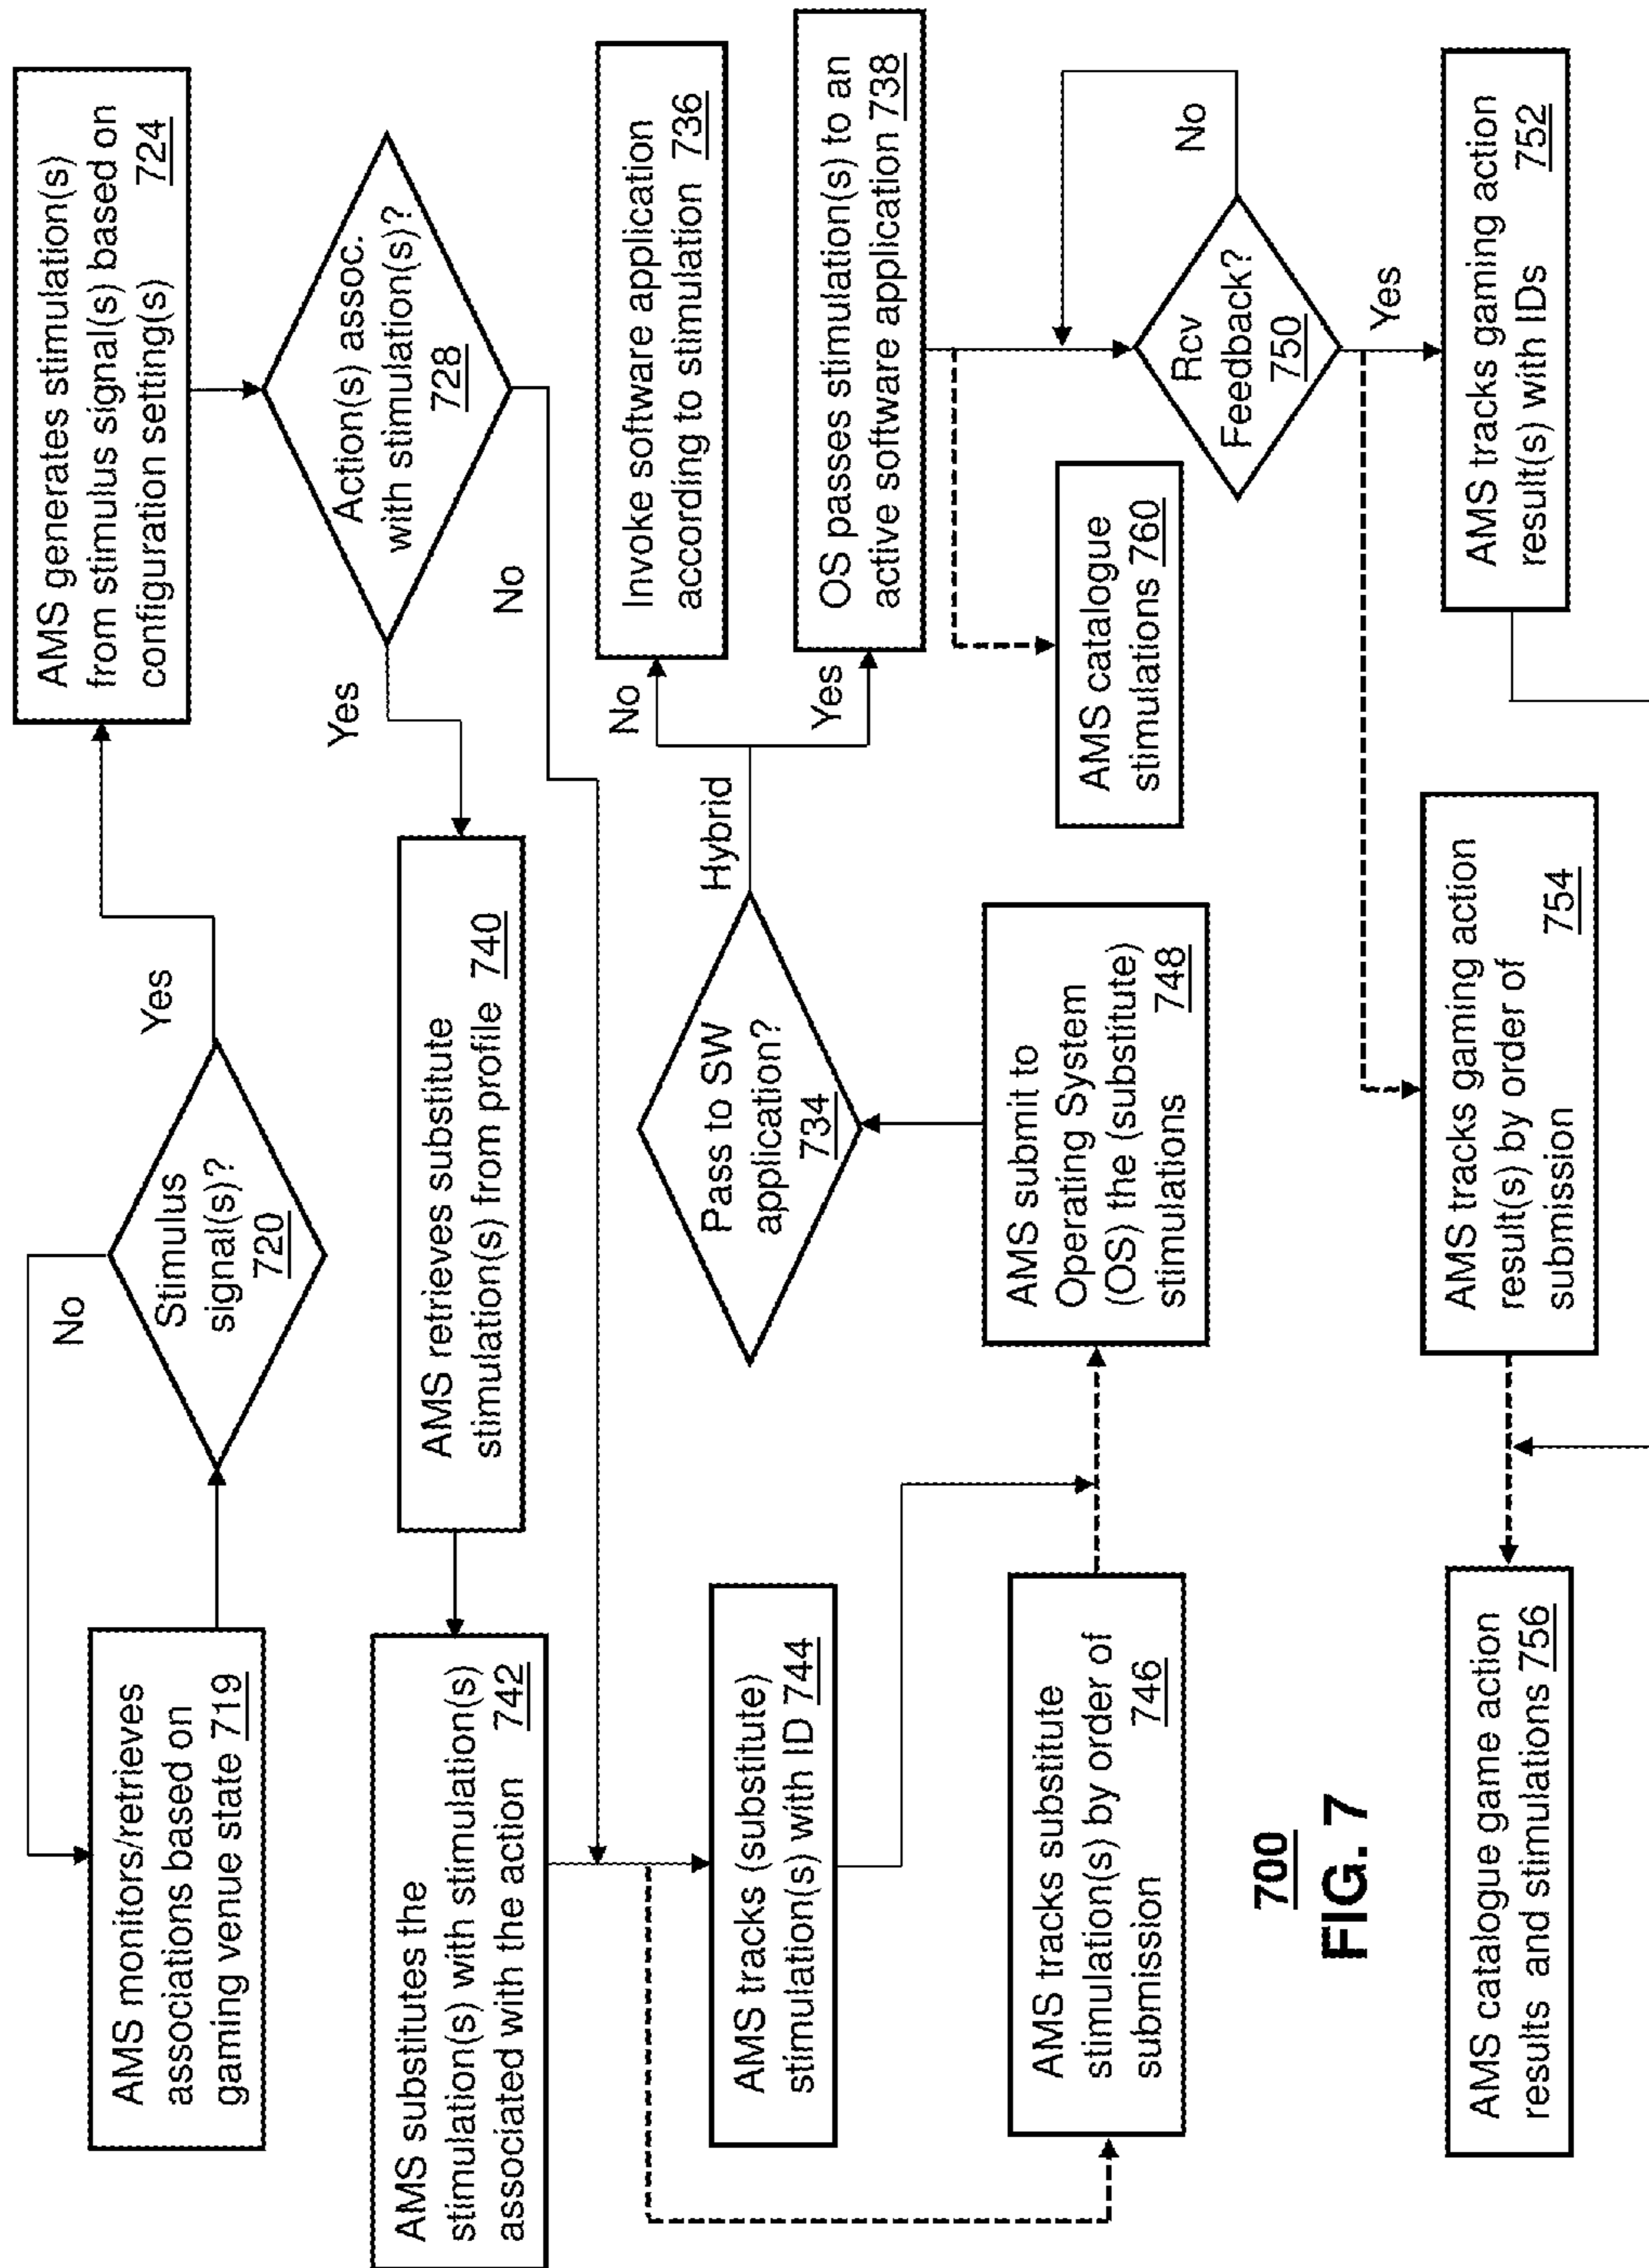 AMS monitors/retrieves
associations based on
gaming venue state 719
No
Stimulus
signal(s)?
720
Yes
AMS generates stimulation(s)
from stimulus signal(s) based on
configuration seting(s) 724
Action(s) assoc.
with stimulation(s)?
728
Yes
No
AMS retrieves substitute
stimulation(s) from profile 740
AMS substitutes the
stimulation(s) with stimulation(s)
associated with the action 742
AMS tracks (substitute)
stimulation(s) with ID 744
AMS tracks substitute
stimulation(s) by order of
submission 746
AMS submit to
Operating System
(OS) the (substitute)
stimulations 748
Pass to SW
application?
734
Hybrid
No
Yes
Invoke software application
according to stimulation 736
OS passes stimulation(s) to an
active software application 738
AMS catalogue
stimulations 760
Rcv
Feedback?
750
No
Yes
AMS tracks gaming action
result(s) with IDs 752
AMS tracks gaming action
result(s) by order of
submission 754
AMS catalogue game action
results and stimulations 756
700
FIG. 7